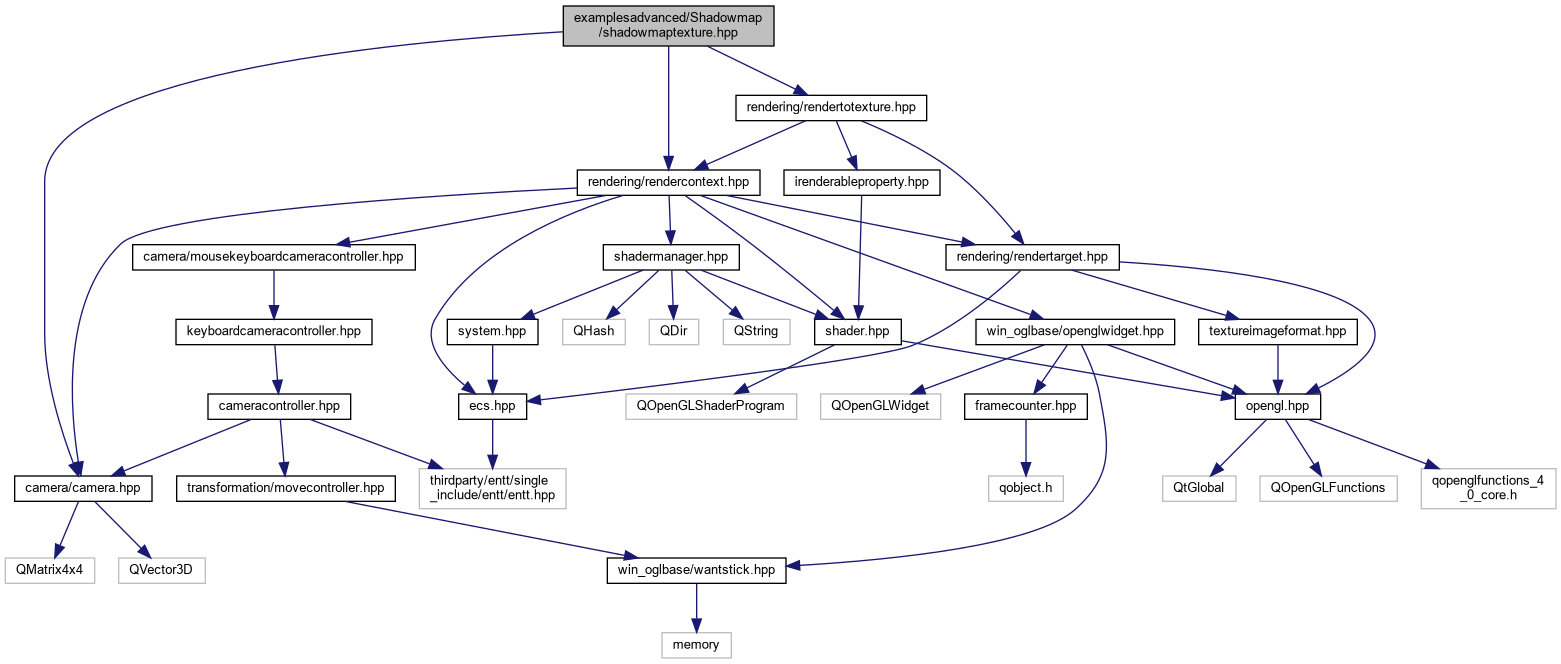 examplesadvanced/Shadowmap
/shadowmaptexture.hpp
rendering/rendertotexture.hpp
rendering/rendercontext.hpp
irenderableproperty.hpp
camera/mousekeyboardcameracontroller.hpp
shadermanager.hpp
rendering/rendertarget.hpp
keyboardcameracontroller.hpp
system.hpp
QHash
QDir
QString
shader.hpp
win_oglbase/openglwidget.hpp
textureimageformat.hpp
cameracontroller.hpp
ecs.hpp
QOpenGLShaderProgram
QOpenGLWidget
framecounter.hpp
opengl.hpp
camera/camera.hpp
transformation/movecontroller.hpp
thirdparty/entt/single
_include/entt/entt.hpp
qobject.h
QtGlobal
QOpenGLFunctions
qopenglfunctions_4
_0_core.h
QMatrix4x4
QVector3D
win_oglbase/wantstick.hpp
memory